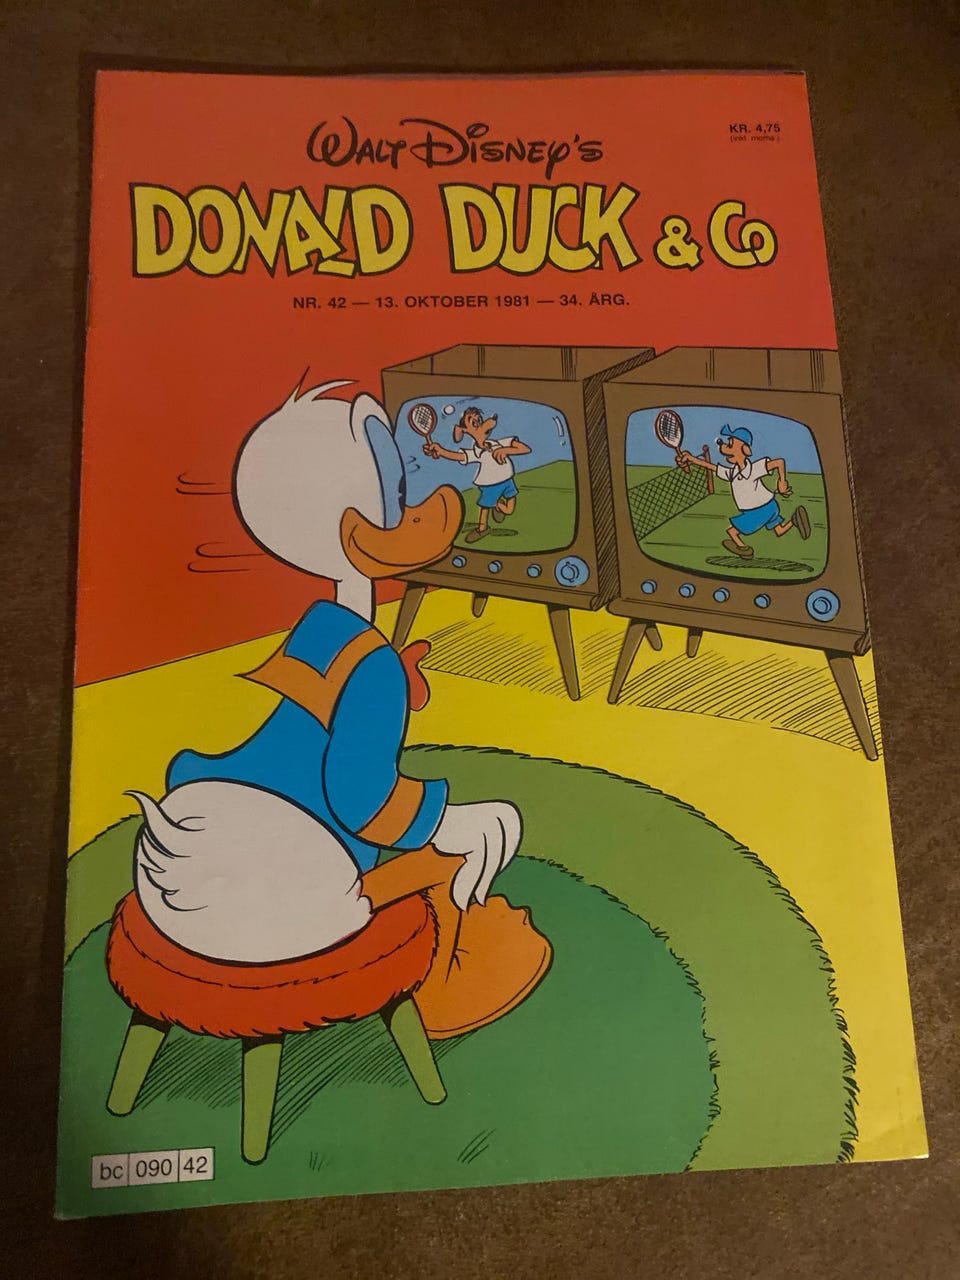 Walt Disney's
KR. 4,75
(inkl. moms.)
DONALD DUCK & Co
NR. 42 — 13. OKTOBER 1981 — 34. ÅRG.
bc 090 42